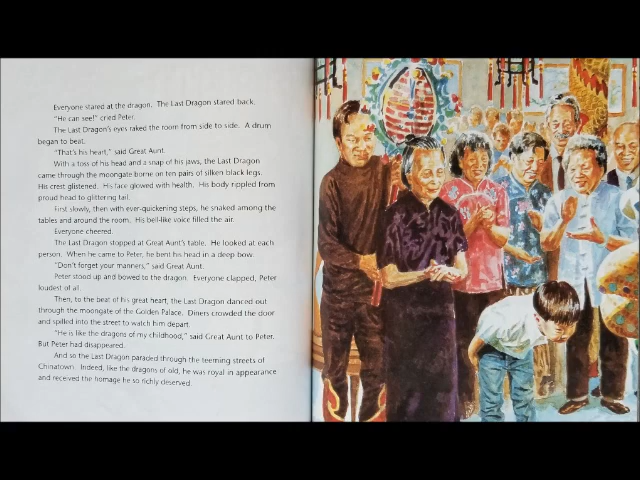 Everyone stared at the dragon. The Last Dragon stared back.
"He can see!" cried Peter.
The Last Dragon's eyes raked the room from side to side. A drum
began to beat.
"That's his heart," said Great Aunt.
With a toss of his head and a snap of his jaws, the Last Dragon
came through the moongate borne on ten pairs of silken black legs.
His crest glistened. His face glowed with health. His body rippled from
proud head to glittering tail.
First slowly, then with ever-quickening steps, he snaked among the
tables and around the room. His bell-like voice filled the air.
Everyone cheered.
The Last Dragon stopped at Great Aunt's table. He looked at each
person. When he came to Peter, he bent his head in a deep bow.
"Don't forget your manners," said Great Aunt.
Peter stood up and bowed to the dragon. Everyone clapped, Peter
loudest of all.
Then, to the beat of his great heart, the Last Dragon danced out
through the moongate of the Golden Palace. Diners crowded the door
and spilled into the street to watch him depart.
"He is like the dragons of my childhood," said Great Aunt to Peter.
But Peter had disappeared.
And so the Last Dragon paraded through the teeming streets of
Chinatown. Indeed, like the dragons of old, he was royal in appearance
and received the homage he so richly deserved.